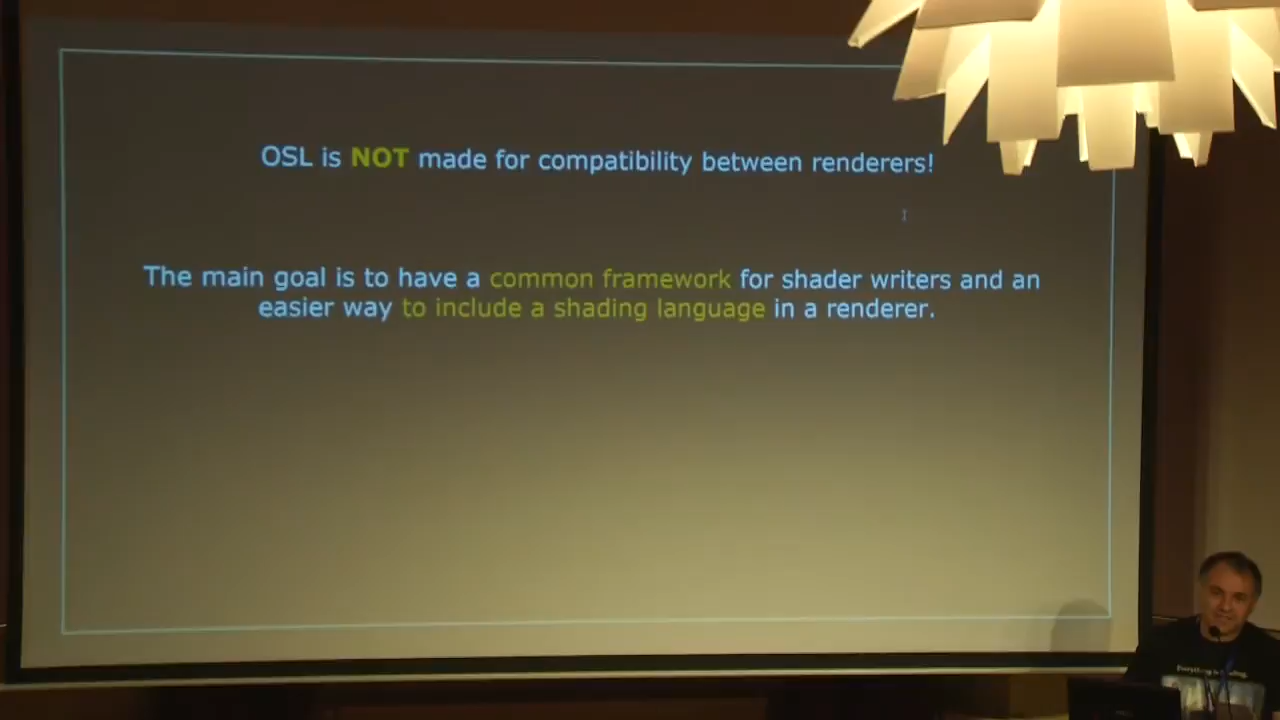 OSL is NOT made for compatibility between renderers!
The main goal is to have a common framework for shader writers and an
easier way to include a shading language in a renderer.